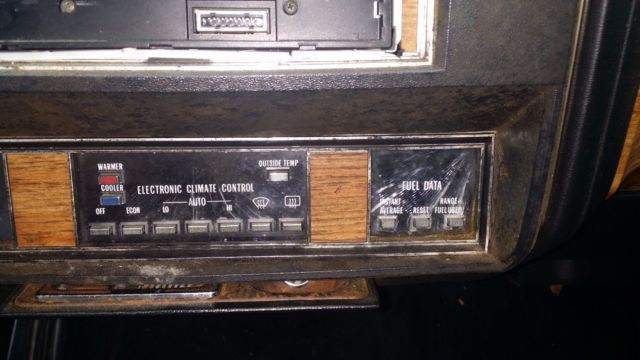 WARMER
OUTSIDE TEMP
COOLER
ELECTRONIC CLIMATE CONTROL
AUTO
OFF ECON LO HI
FUEL DATA
INSTANT AVERAGE
RESET
RANGE FUEL USED